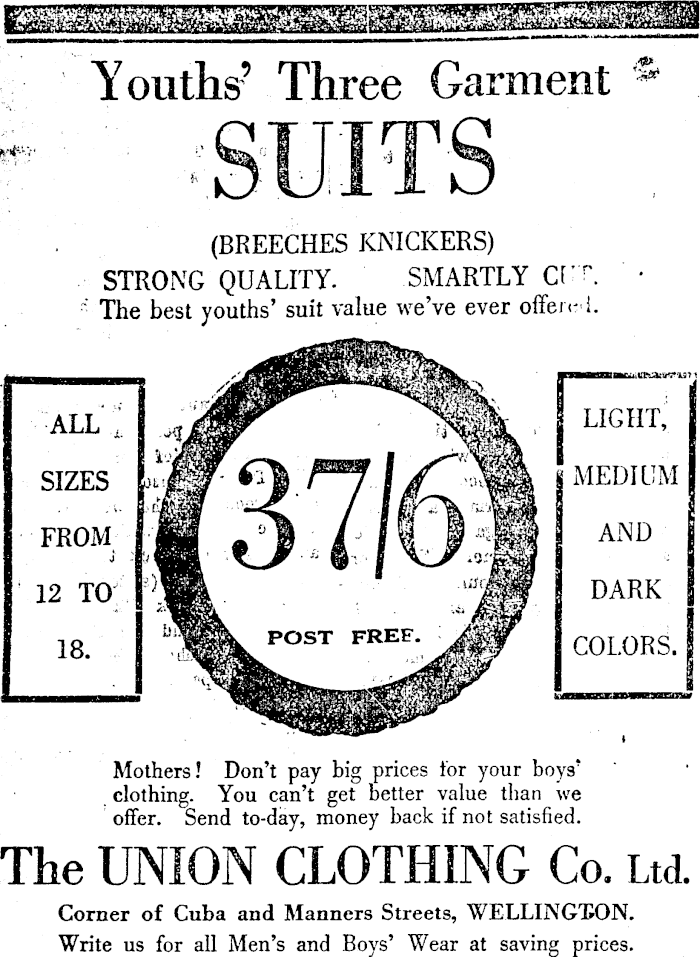 Youths' Three Garment
SUITS
(BREECHES KNICKERS)
STRONG QUALITY. SMARTLY CUT.
The best youths' suit value we've ever offered.
ALL
SIZES
FROM
12 TO
18.
37/6
POST FREE.
LIGHT,
MEDIUM
AND
DARK
COLORS.
Mothers! Don't pay big prices for your boys'
clothing. You can't get better value than we
offer. Send to-day, money back if not satisfied.
The UNION CLOTHING Co. Ltd.
Corner of Cuba and Manners Streets, WELLINGTON.
Write us for all Men's and Boys' Wear at saving prices.